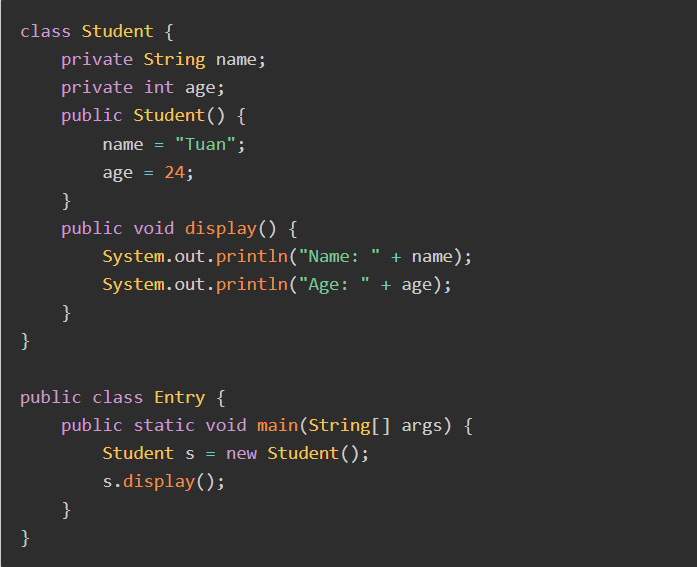 class Student {
    private String name;
    private int age;
    public Student() {
        name = "Tuan";
        age = 24;
    }
    public void display() {
        System.out.println("Name: " + name);
        System.out.println("Age: " + age);
    }
}

public class Entry {
    public static void main(String[] args) {
        Student s = new Student();
        s.display();
    }
}